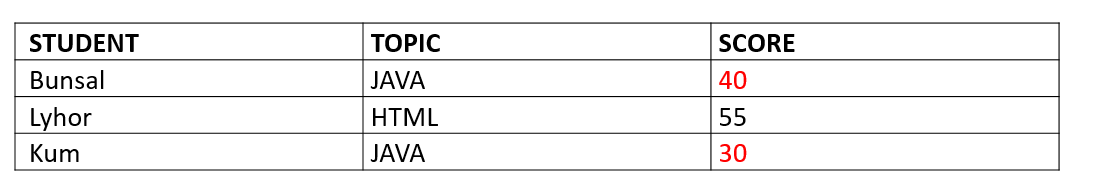 STUDENT TOPIC SCORE
Bunsal JAVA 40
Lyhor HTML 55
Kum JAVA 30